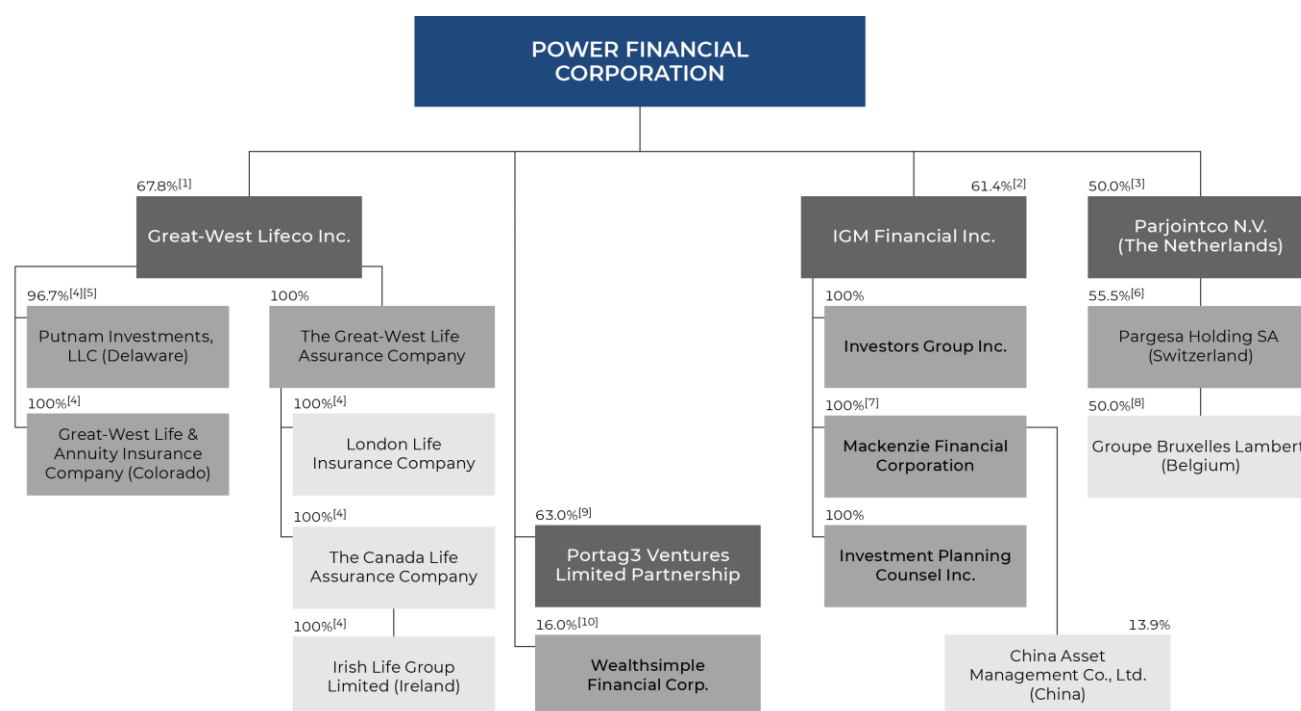 POWER FINANCIAL
CORPORATION
67.8%[1]
Great-West Lifeco Inc.
96.7%[4][5]
Putnam Investments,
LLC (Delaware)
100%[4]
Great-West Life &
Annuity Insurance
Company (Colorado)
100%
The Great-West Life
Assurance Company
100%[4]
London Life
Insurance Company
100%[4]
The Canada Life
Assurance Company
100%[4]
Irish Life Group
Limited (Ireland)
63.0%[9]
Portag3 Ventures
Limited Partnership
16.0%[10]
Wealthsimple
Financial Corp.
61.4%[2]
IGM Financial Inc.
100%
Investors Group Inc.
100%[7]
Mackenzie Financial
Corporation
100%
Investment Planning
Counsel Inc.
13.9%
China Asset
Management Co., Ltd.
(China)
50.0%[3]
Parjointco N.V.
(The Netherlands)
55.5%[6]
Pargesa Holding SA
(Switzerland)
50.0%[8]
Groupe Bruxelles Lambert
(Belgium)